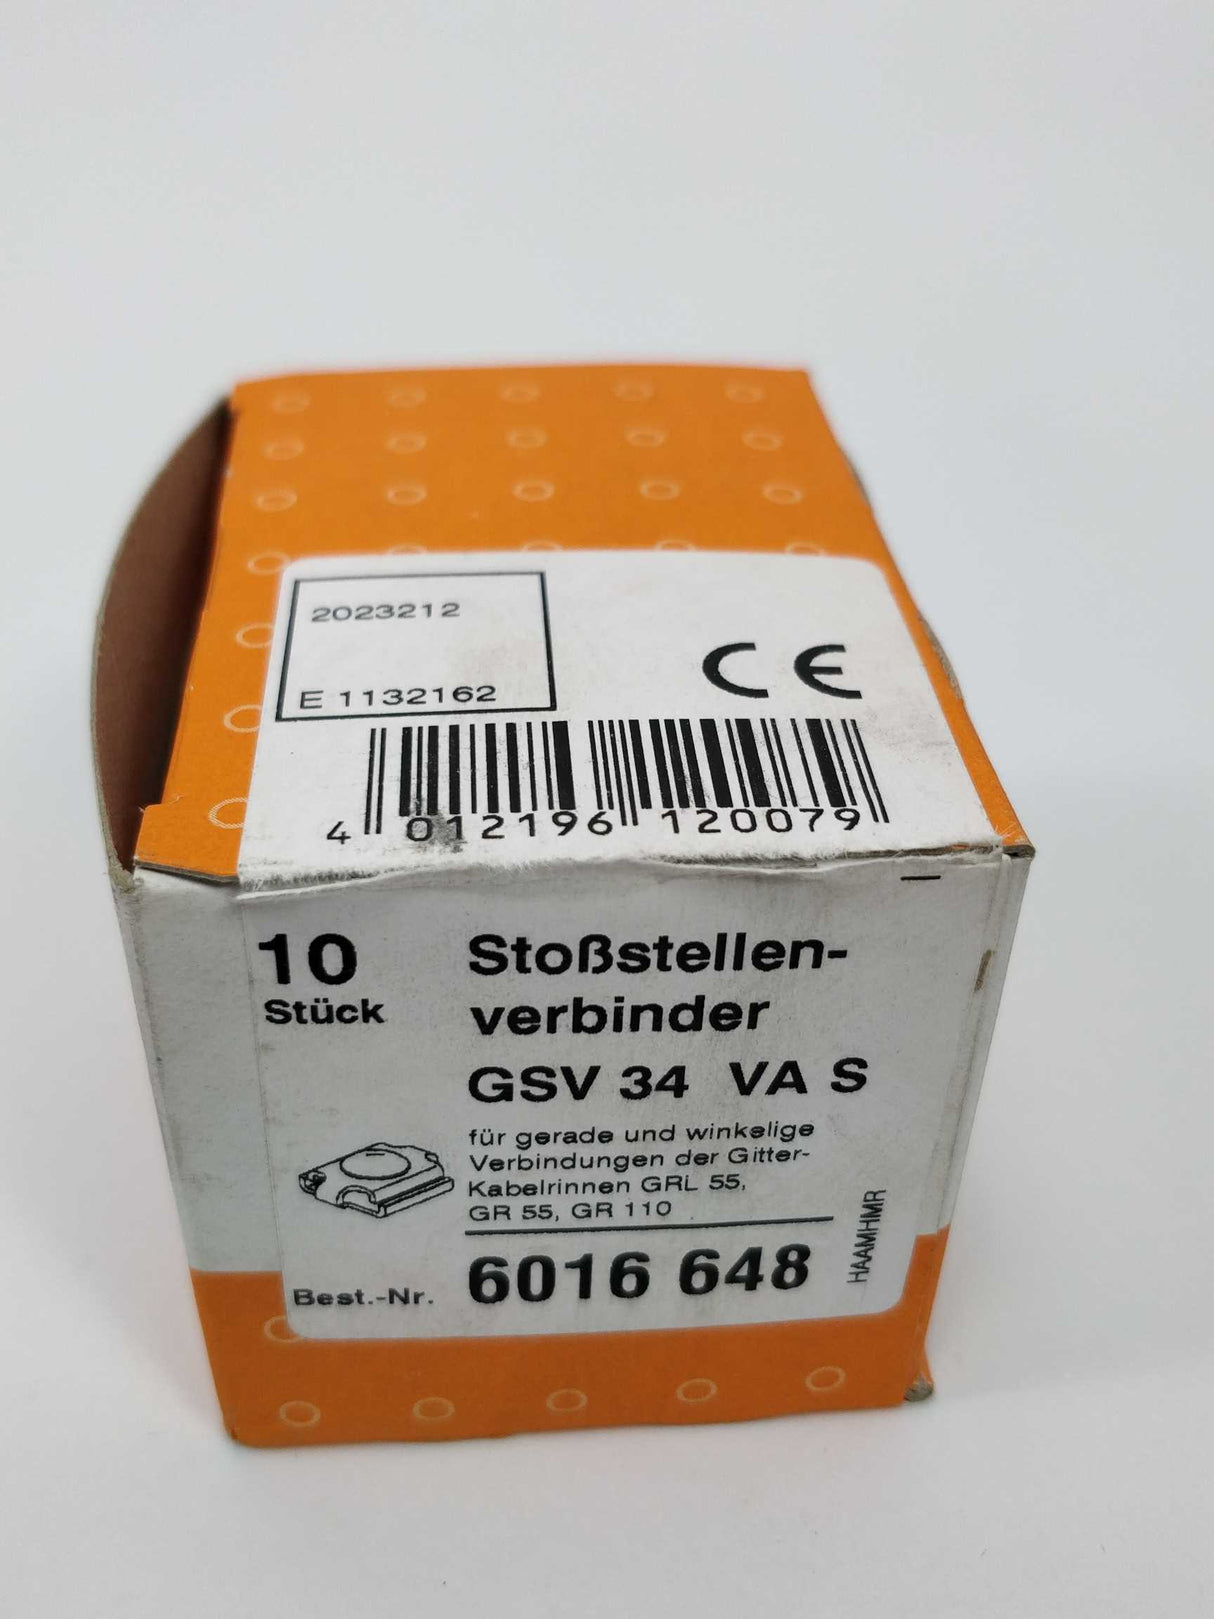 2023212
CE
E 1132162
4 012196 120079
10
Stück
Stoßstellen-
verbinder
GSV 34 VA S
für gerade und winkelige
Verbindungen der Gitter-
Kabelrinnen GRL 55,
GR 55, GR 110
HAAMHMR
Best.-Nr. 6016 648